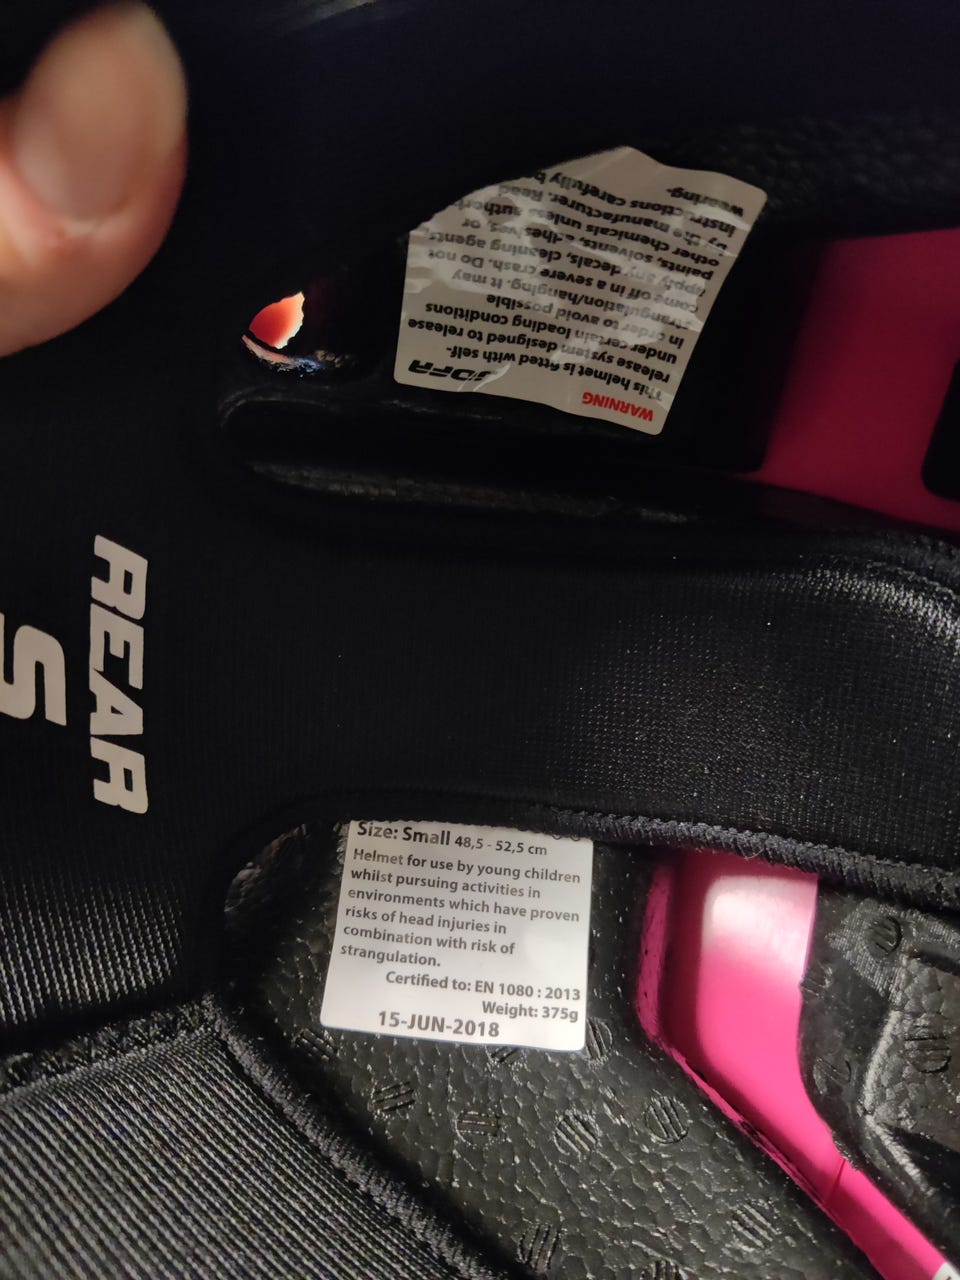 WARNING
This helmet is fitted with self-
release system designed to release
under certain loading conditions
in order to avoid possible
strangulation/hanging. It may
come off in a severe crash. Do not
apply any decals, cleaning agents,
paints, solvents, adhesives, or
other chemicals unless
by the manufacturer. Read
instructions carefully
wearing.
REAR
S
Size: Small 48,5 - 52,5 cm
Helmet for use by young children
whilst pursuing activities in
environments which have proven
risks of head injuries in
combination with risk of
strangulation.
Certified to: EN 1080 : 2013
Weight: 375g
15-JUN-2018